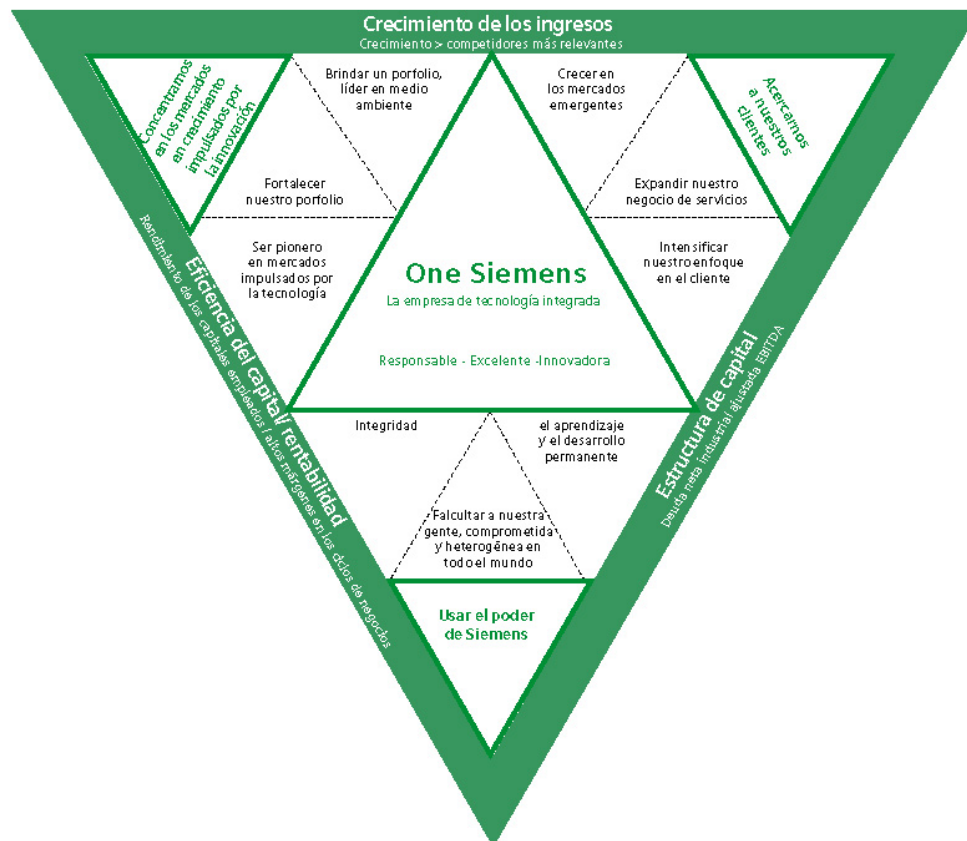 Crecimiento de los ingresos
Crecimiento > competidores más relevantes
Concentramos
en los mercados
en crecimiento
impulsados por
la innovación
Brindar un porfolio,
líder en medio
ambiente
Crecer en
los mercados
emergentes
Acercarnos
a nuestros
clientes
Fortalecer
nuestro porfolio
Expandir nuestro
negocio de servicios
Ser pionero
en mercados
impulsados por
la tecnología
Intensificar
nuestro enfoque
en el cliente
One Siemens
La empresa de tecnología integrada
Responsable - Excelente -Innovadora
Eficiencia del capital/ rentabilidad
Rendimiento de los capitales empleados / altos márgenes en los ciclos de negocios
Estructura de capital
Deuda neta industrial ajustada EBITDA
Integridad
el aprendizaje
y el desarrollo
permanente
Falcultar a nuestra
gente, comprometida
y heterogénea en
todo el mundo
Usar el poder
de Siemens